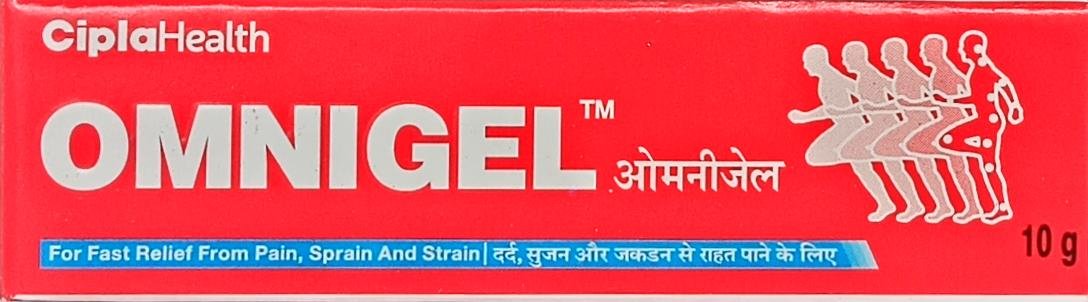 CiplaHealth
OMNIGEL™ ओमनीजेल
For Fast Relief From Pain, Sprain And Strain | दर्द, सुजन और जकडन से राहत पाने के लिए
10 g